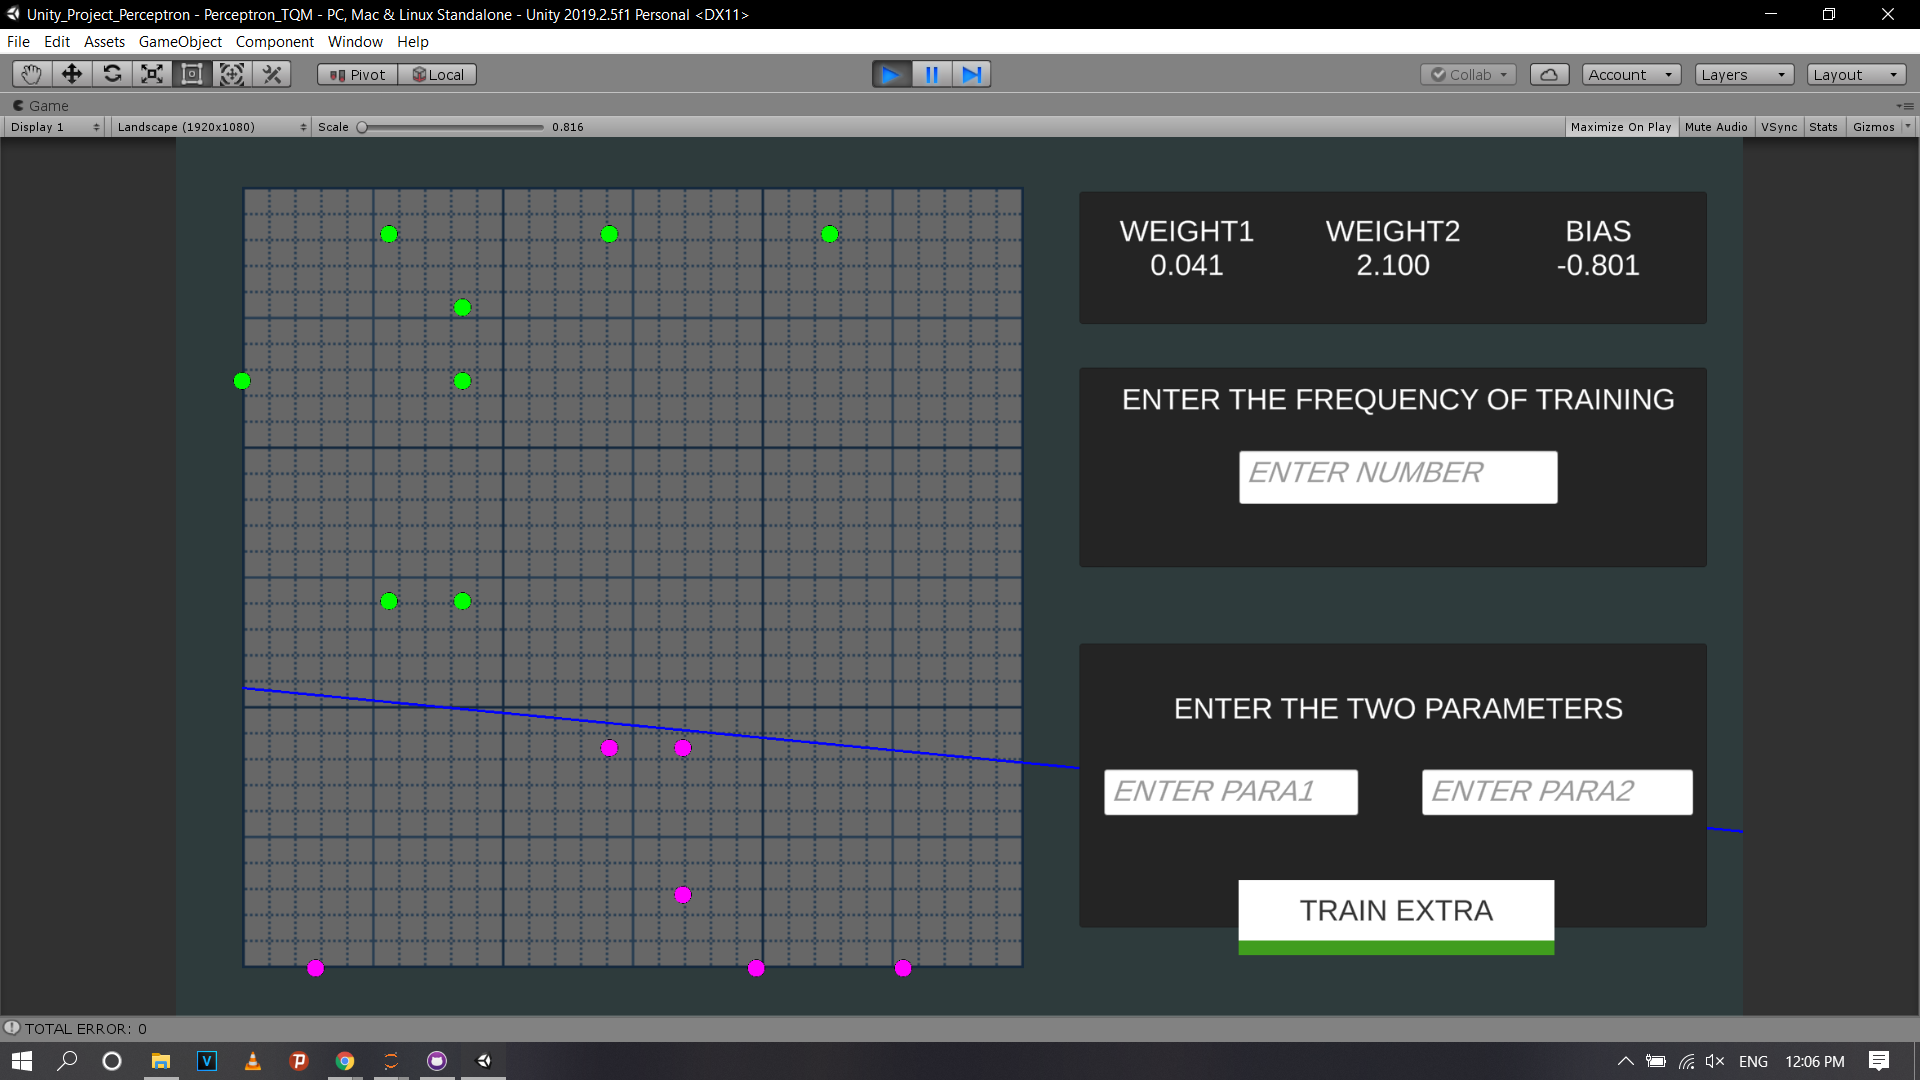 Unity_Project_Perceptron - Perceptron_TQM - PC, Mac & Linux Standalone - Unity 2019.2.5f1 Personal <DX11>
File Edit Assets GameObject Component Window Help
Pivot Local Collab Account Layers Layout
Game
Display 1 Landscape (1920x1080) Scale 0.816 Maximize On Play Mute Audio VSync Stats Gizmos
WEIGHT1 WEIGHT2 BIAS
0.041 2.100 -0.801
ENTER THE FREQUENCY OF TRAINING
ENTER NUMBER
ENTER THE TWO PARAMETERS
ENTER PARA1 ENTER PARA2
TRAIN EXTRA
TOTAL ERROR: 0
ENG 12:06 PM